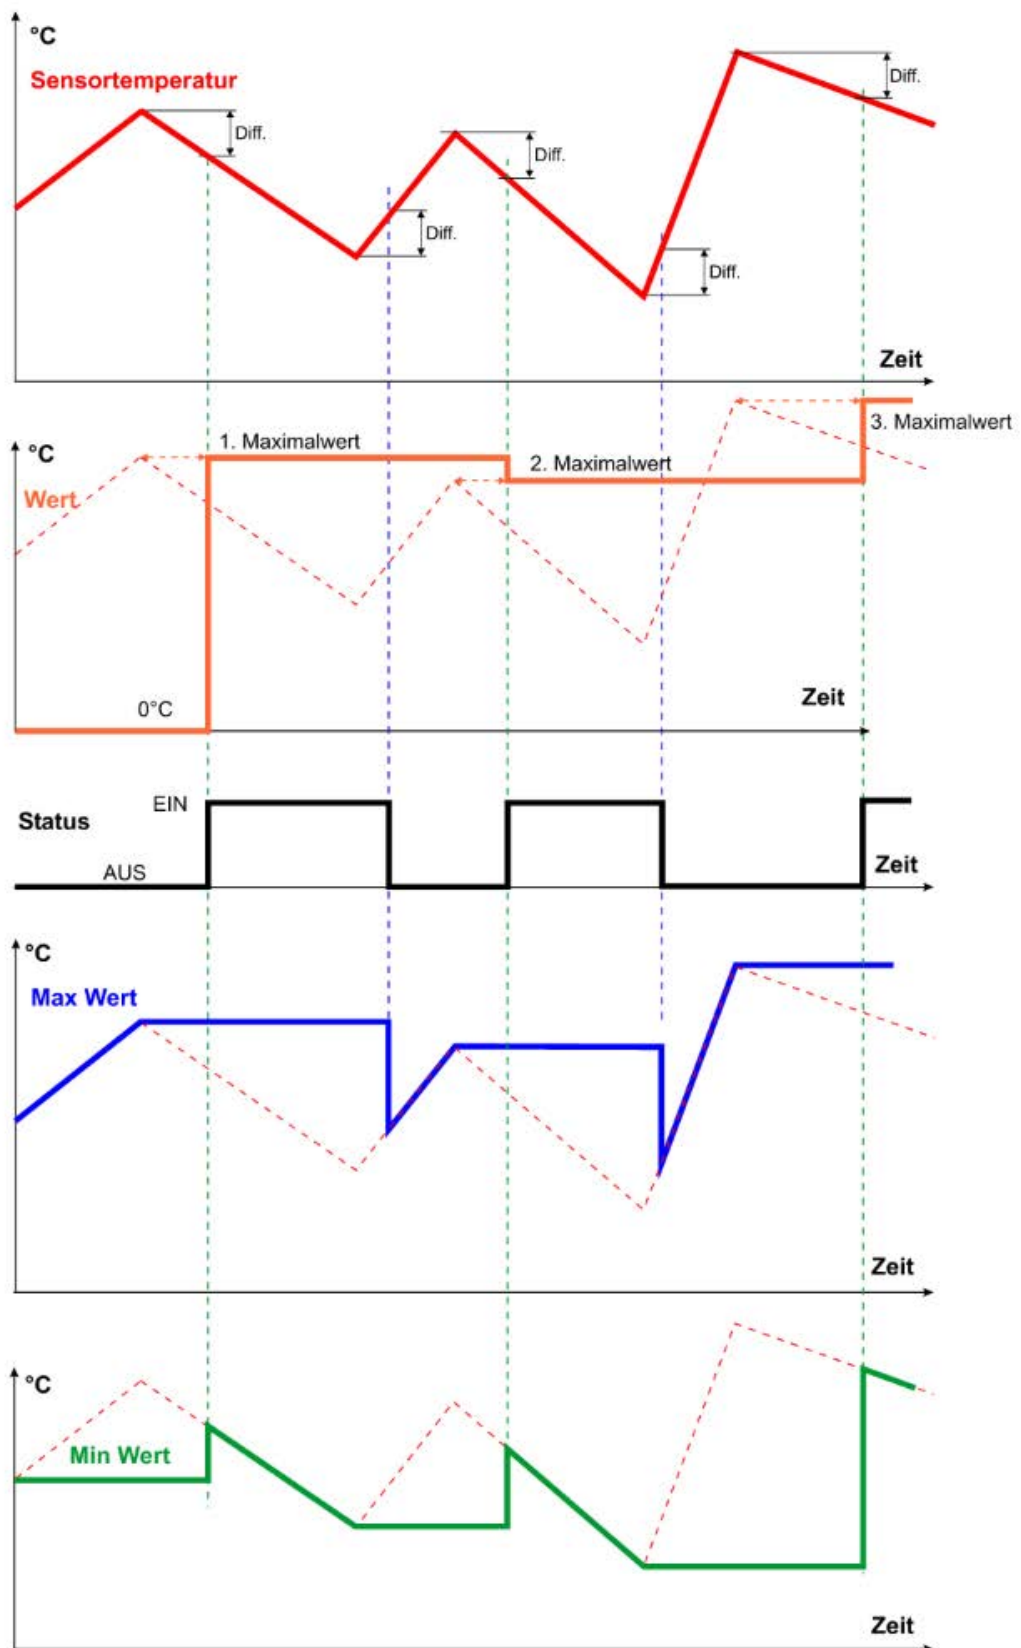 °C
Sensortemperatur
Diff.
Diff.
Diff.
Diff.
Diff.
Zeit
°C
1. Maximalwert
2. Maximalwert
3. Maximalwert
Wert
0°C
Zeit
EIN
Status
AUS
Zeit
°C
Max Wert
Zeit
°C
Min Wert
Zeit